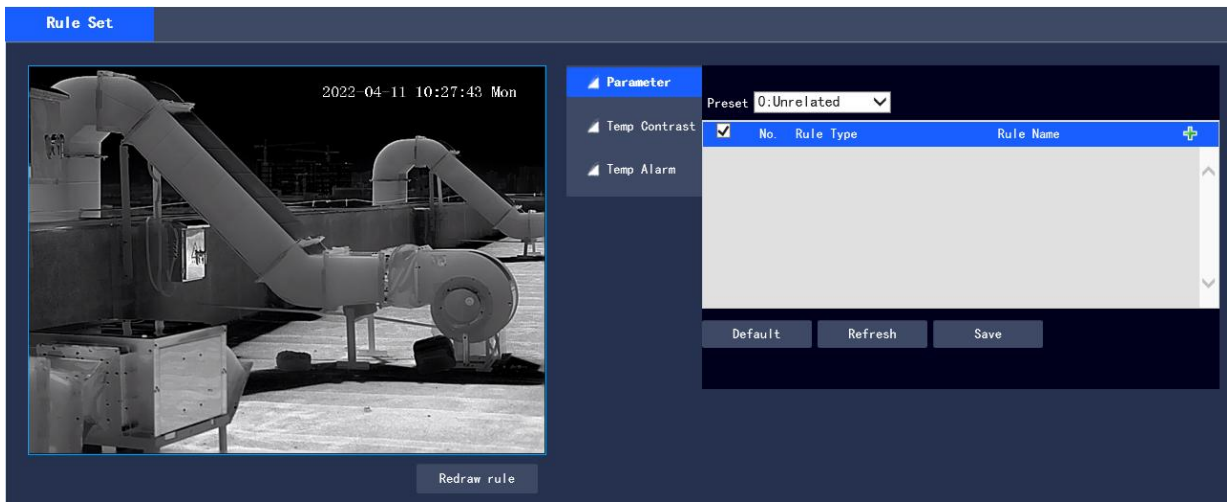 Rule Set
2022-04-11 10:27:43 Mon
Parameter
Temp Contrast
Temp Alarm
Preset 0:Unrelated
No. Rule Type Rule Name
Default Refresh Save
Redraw rule